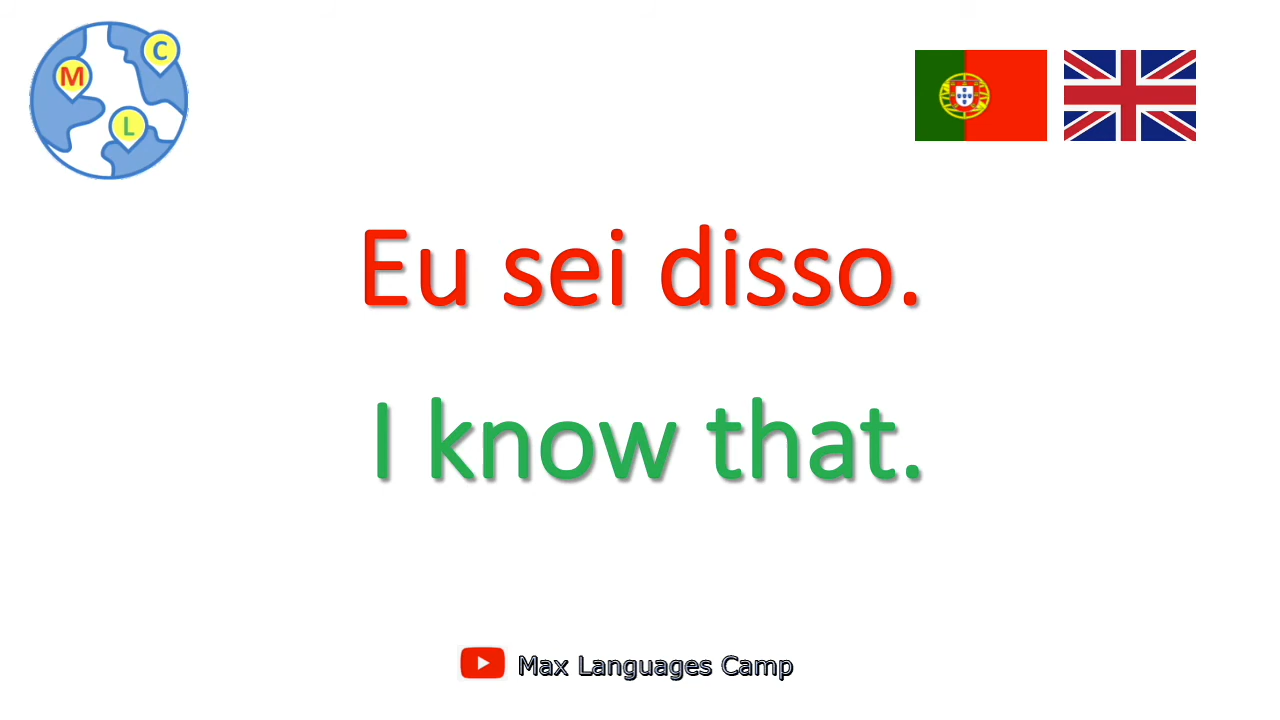 M
C
L
Eu sei disso.
I know that.
Max Languages Camp